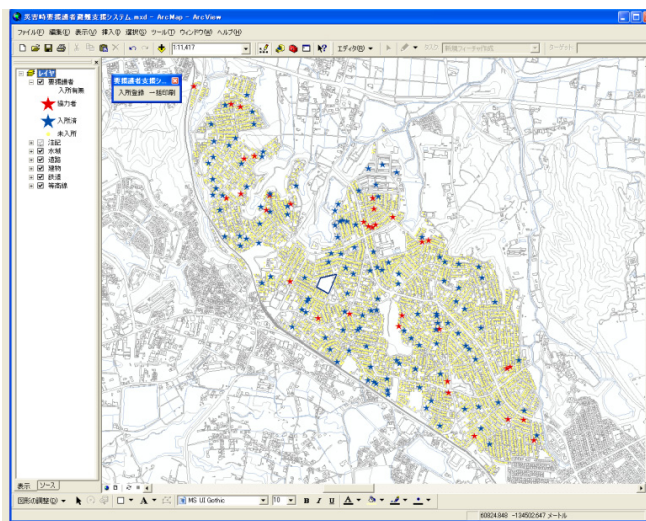 災害時要援護者避難支援システム.mxd - ArcMap - ArcView
ファイル(F) 編集(E) 表示(V) 挿入(I) 選択(S) ツール(T) ウィンドウ(W) ヘルプ(H)
1:11,417
エディタ(R)
タスク
新規フィーチャ作成
ターゲット
レイヤ
要援護者
入所有無
協力者
入所済
未入所
注記
水域
道路
建物
鉄道
等高線
要援護者支援シ...
入所登録 一括印刷
表示 ソース
図形の調整(D)
MS UI Gothic
10
B I U A
60824.848 -134502.647 メートル